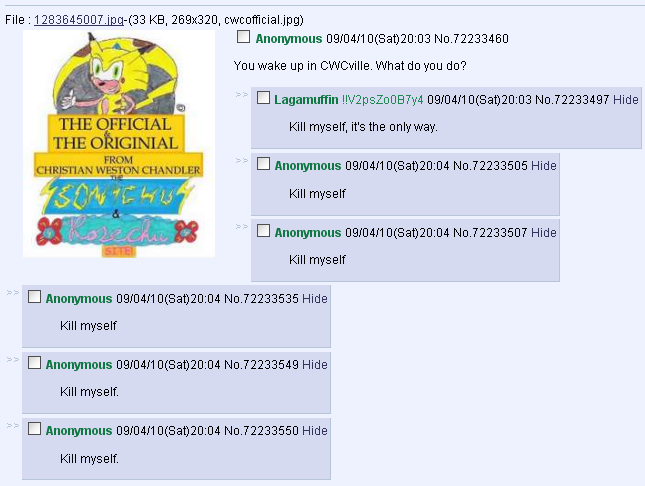 File : 1283645007.jpg-(33 KB, 269x320, cwcofficial.jpg)
THE OFFICIAL
&
THE ORIGINIAL
FROM
CHRISTIAN WESTON CHANDLER
THE
SONICHU
&
Rosechu
SITE!
Anonymous 09/04/10(Sat)20:03 No.72233460
You wake up in CWCville. What do you do?
>> Lagamuffin !!V2psZo0B7y4 09/04/10(Sat)20:03 No.72233497 Hide
Kill myself, it's the only way.
>> Anonymous 09/04/10(Sat)20:04 No.72233505 Hide
Kill myself
>> Anonymous 09/04/10(Sat)20:04 No.72233507 Hide
Kill myself
>> Anonymous 09/04/10(Sat)20:04 No.72233535 Hide
Kill myself
>> Anonymous 09/04/10(Sat)20:04 No.72233549 Hide
Kill myself.
>> Anonymous 09/04/10(Sat)20:04 No.72233550 Hide
Kill myself.